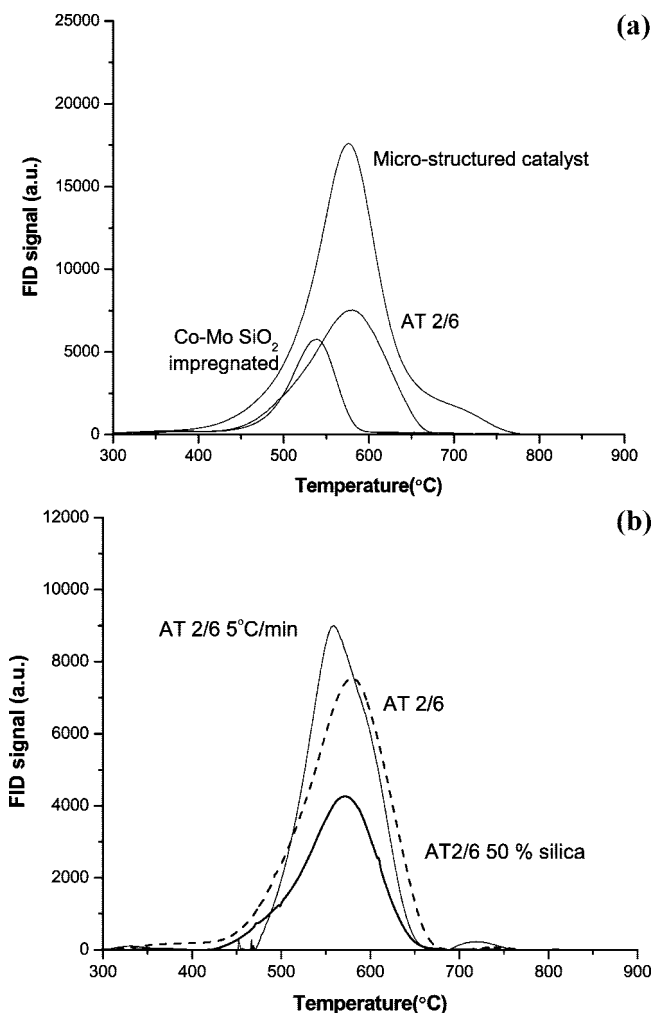 (a)
25000
20000
15000
10000
5000
0
FID signal (a.u.)
Micro-structured catalyst
AT 2/6
Co-Mo SiO2
impregnated
300 400 500 600 700 800 900
Temperature(°C)
(b)
12000
10000
8000
6000
4000
2000
0
FID signal (a.u.)
AT 2/6 5°C/min
AT 2/6
AT2/6 50 % silica
300 400 500 600 700 800 900
Temperature(°C)